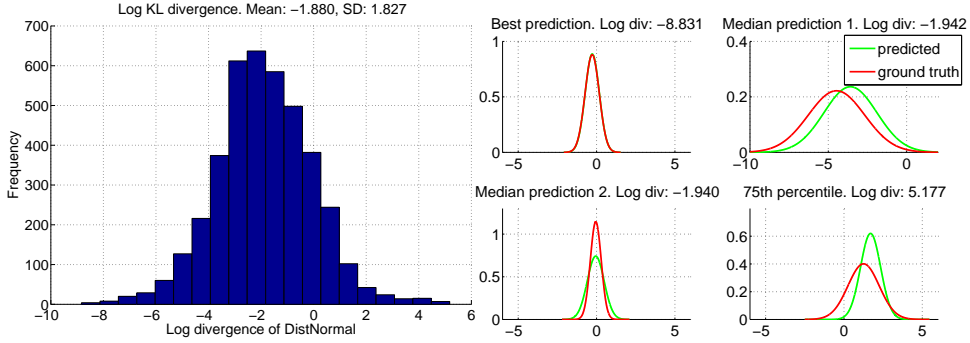 Log KL divergence. Mean: −1.880, SD: 1.827
700
600
500
400
300
200
100
0
Frequency
−10 −8 −6 −4 −2 0 2 4 6
Log divergence of DistNormal
Best prediction. Log div: −8.831
1
0.5
0
−5 0 5
Median prediction 1. Log div: −1.942
0.4
0.2
0
−10 −5 0
predicted
ground truth
Median prediction 2. Log div: −1.940
1
0.5
0
−5 0 5
75th percentile. Log div: 5.177
0.6
0.4
0.2
0
−5 0 5